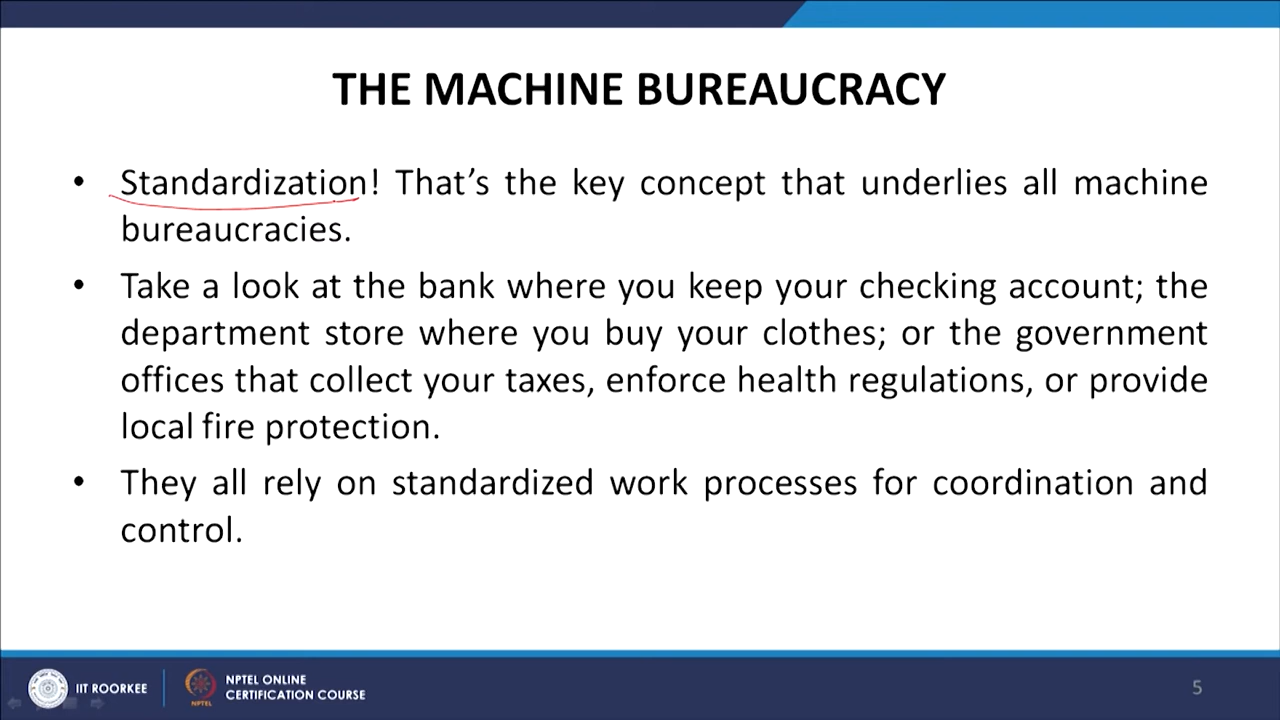 THE MACHINE BUREAUCRACY
• Standardization! That’s the key concept that underlies all machine
bureaucracies.
• Take a look at the bank where you keep your checking account; the
department store where you buy your clothes; or the government
offices that collect your taxes, enforce health regulations, or provide
local fire protection.
• They all rely on standardized work processes for coordination and
control.
IIT ROORKEE
NPTEL
NPTEL ONLINE
CERTIFICATION COURSE
5